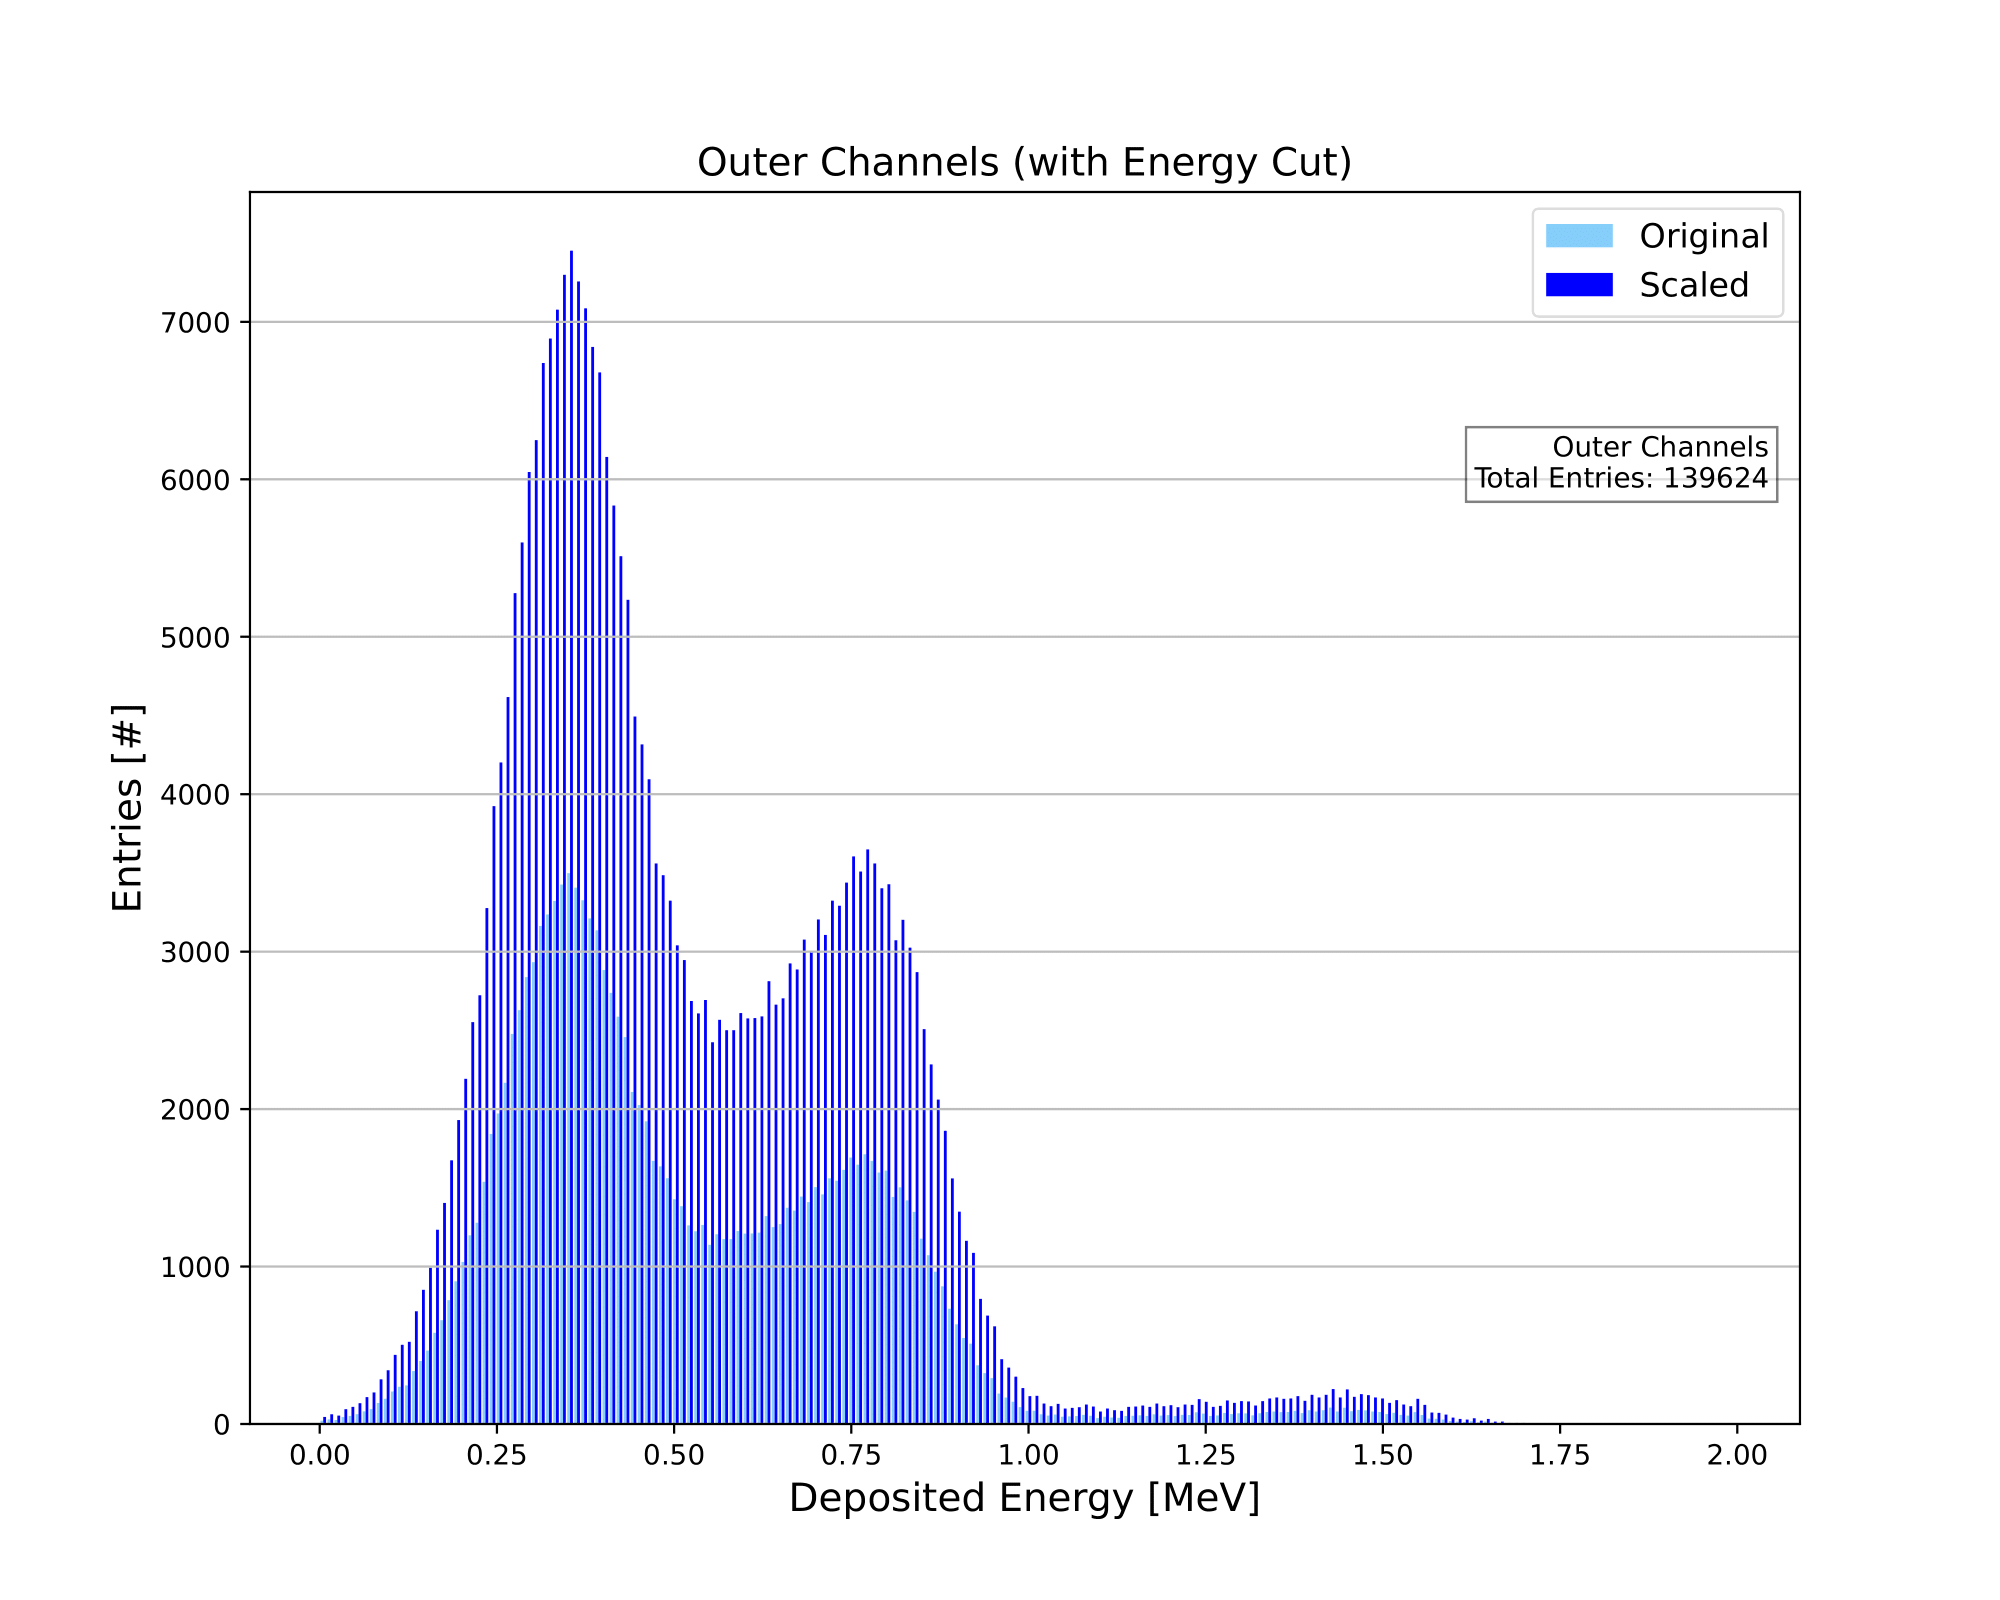 Outer Channels (with Energy Cut)
Original
Scaled
Outer Channels
Total Entries: 139624
Entries [#]
7000
6000
5000
4000
3000
2000
1000
0
0.00 0.25 0.50 0.75 1.00 1.25 1.50 1.75 2.00
Deposited Energy [MeV]